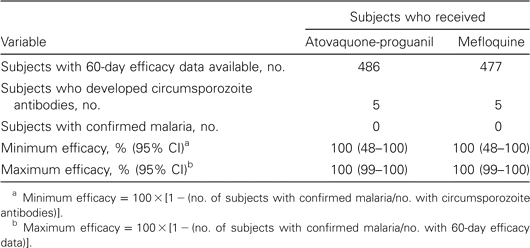 Subjects who received
Variable Atovaquone-proguanil Mefloquine
Subjects with 60-day efficacy data available, no. 486 477
Subjects who developed circumsporozoite
antibodies, no. 5 5
Subjects with confirmed malaria, no. 0 0
Minimum efficacy, % (95% CI)a 100 (48–100) 100 (48–100)
Maximum efficacy, % (95% CI)b 100 (99–100) 100 (99–100)
a Minimum efficacy = 100 × [1 − (no. of subjects with confirmed malaria/no. with circumsporozoite
antibodies)].
b Maximum efficacy = 100 × [1 − (no. of subjects with confirmed malaria/no. with 60-day efficacy
data)].